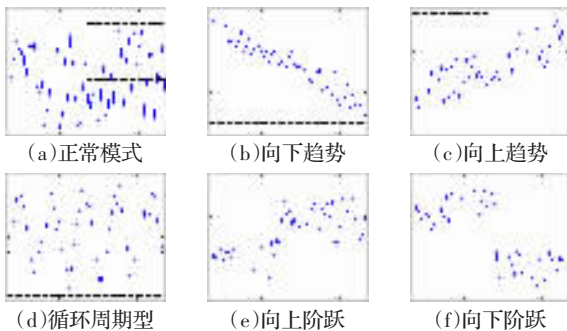 (a)正常模式
(b)向下趋势
(c)向上趋势
(d)循环周期型
(e)向上阶跃
(f)向下阶跃